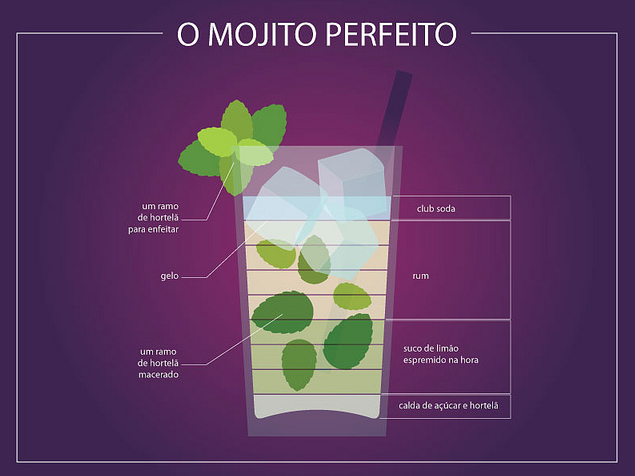 O MOJITO PERFEITO
um ramo
de hortelã
para enfeitar
gelo
um ramo
de hortelã
macerado
club soda
rum
suco de limão
espremido na hora
calda de açúcar e hortelã